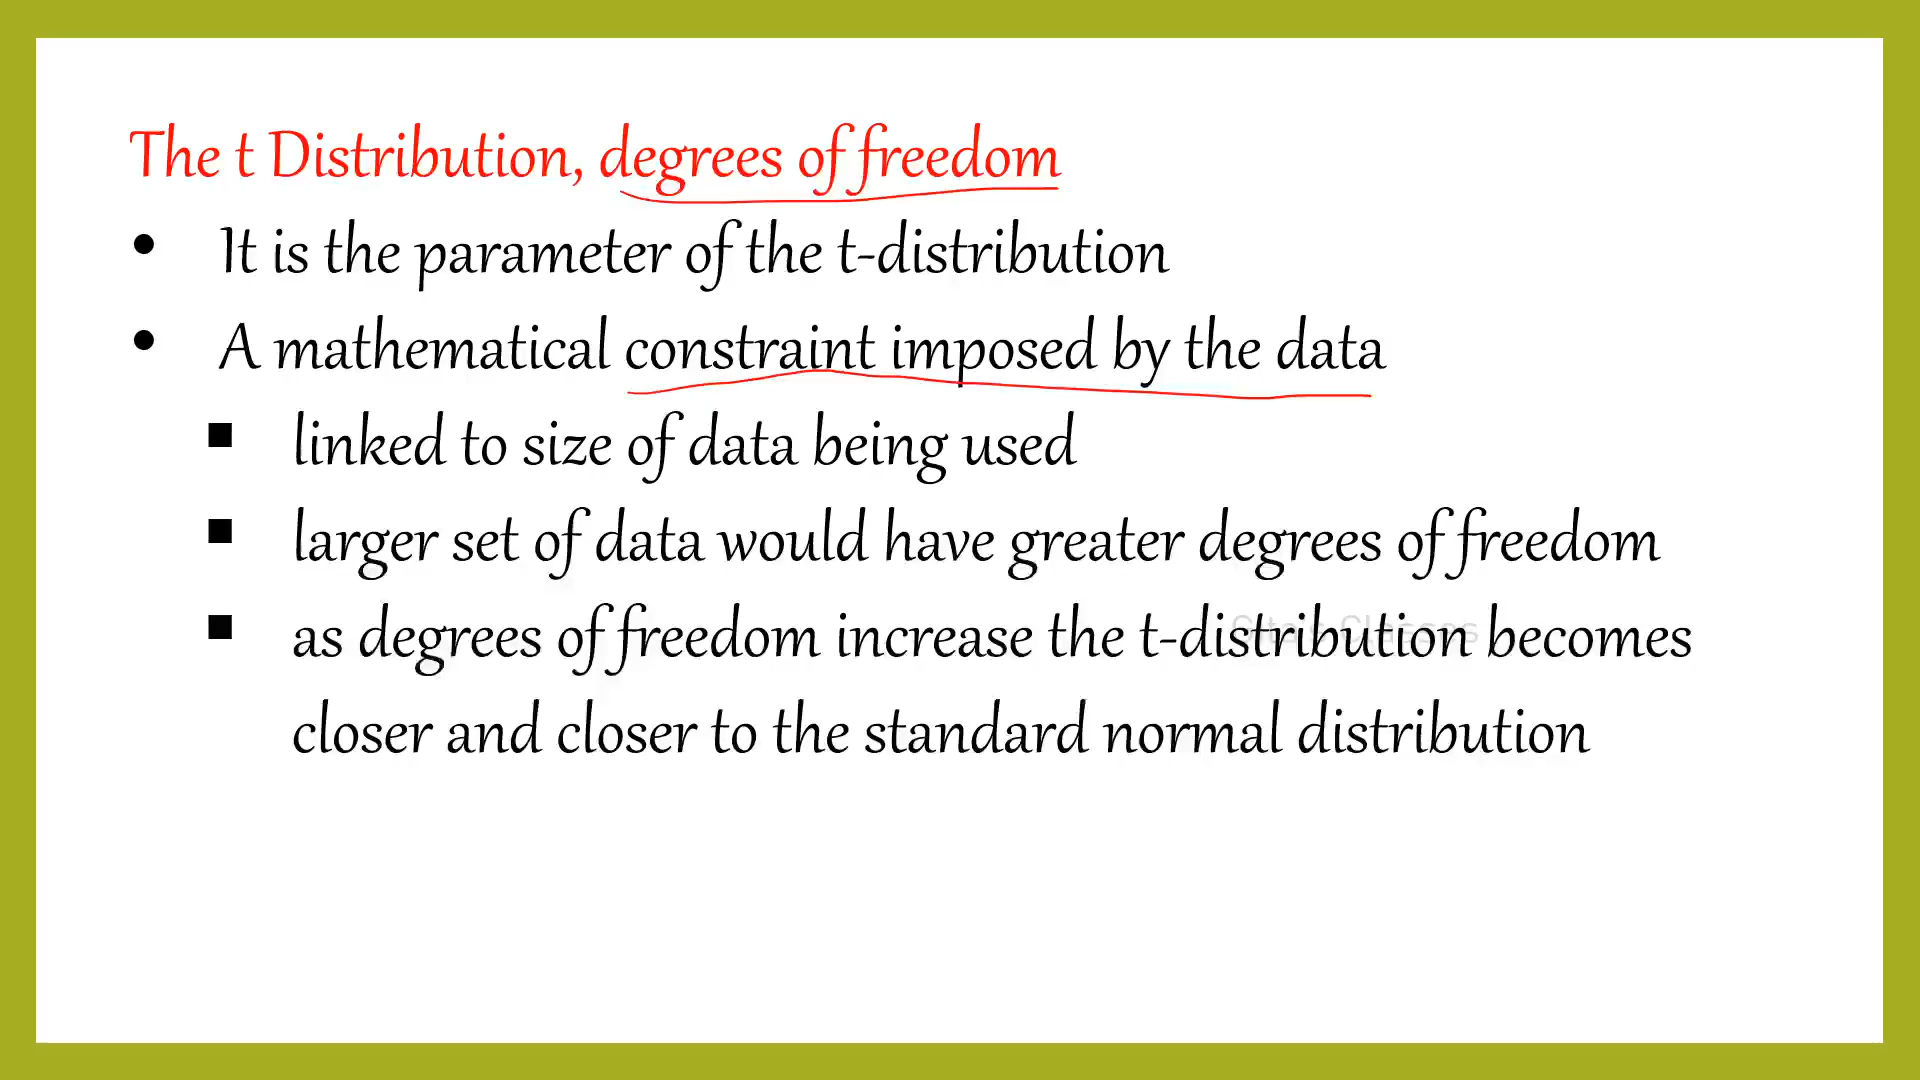 The t Distribution, degrees of freedom
• It is the parameter of the t-distribution
• A mathematical constraint imposed by the data
▪ linked to size of data being used
▪ larger set of data would have greater degrees of freedom
▪ as degrees of freedom increase the t-distribution becomes
closer and closer to the standard normal distribution